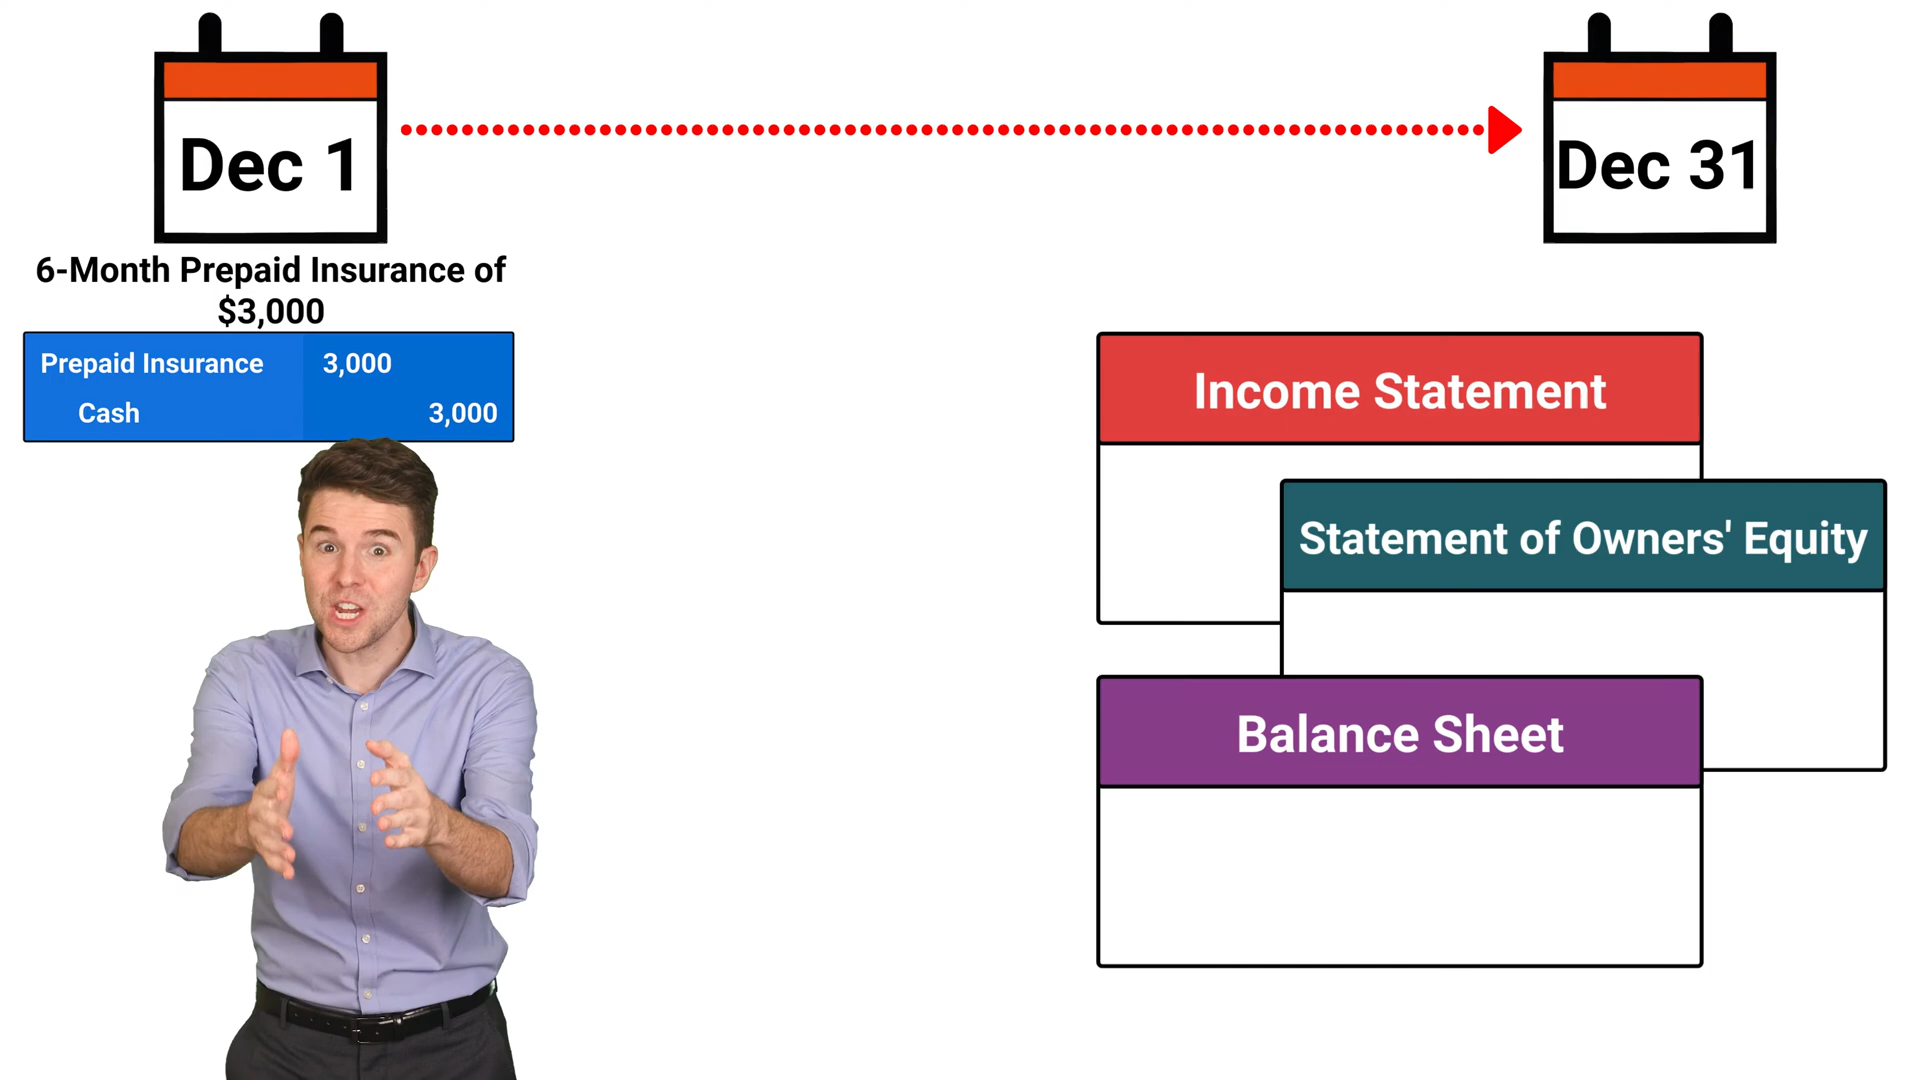 Dec 1
Dec 31
6-Month Prepaid Insurance of
$3,000
Prepaid Insurance 3,000
Cash 3,000
Income Statement
Statement of Owners' Equity
Balance Sheet